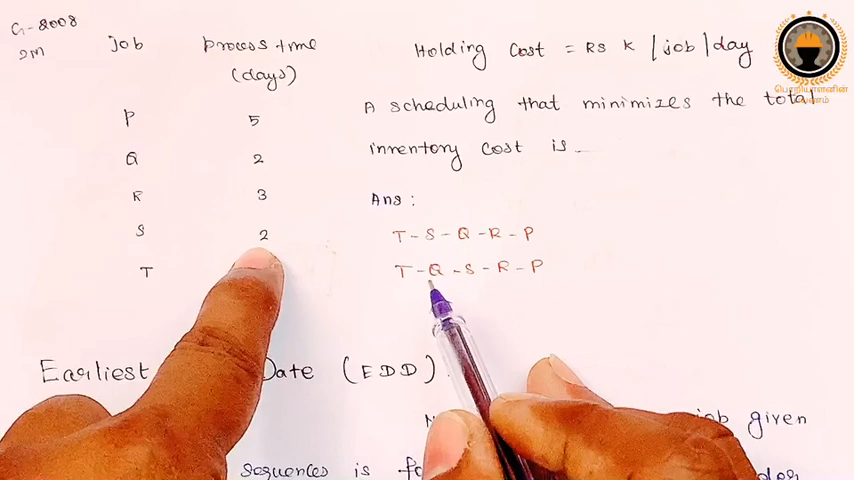 G-2008
2M
Job process time (days)
P 5
Q 2
R 3
S 2
T
Holding cost = RS K / job / day
A scheduling that minimizes the total
inventory cost is
Ans:
T-S-Q-R-P
T-Q-S-R-P
பொறியாளனின்
Earliest Date (EDD)
job given
sequences is